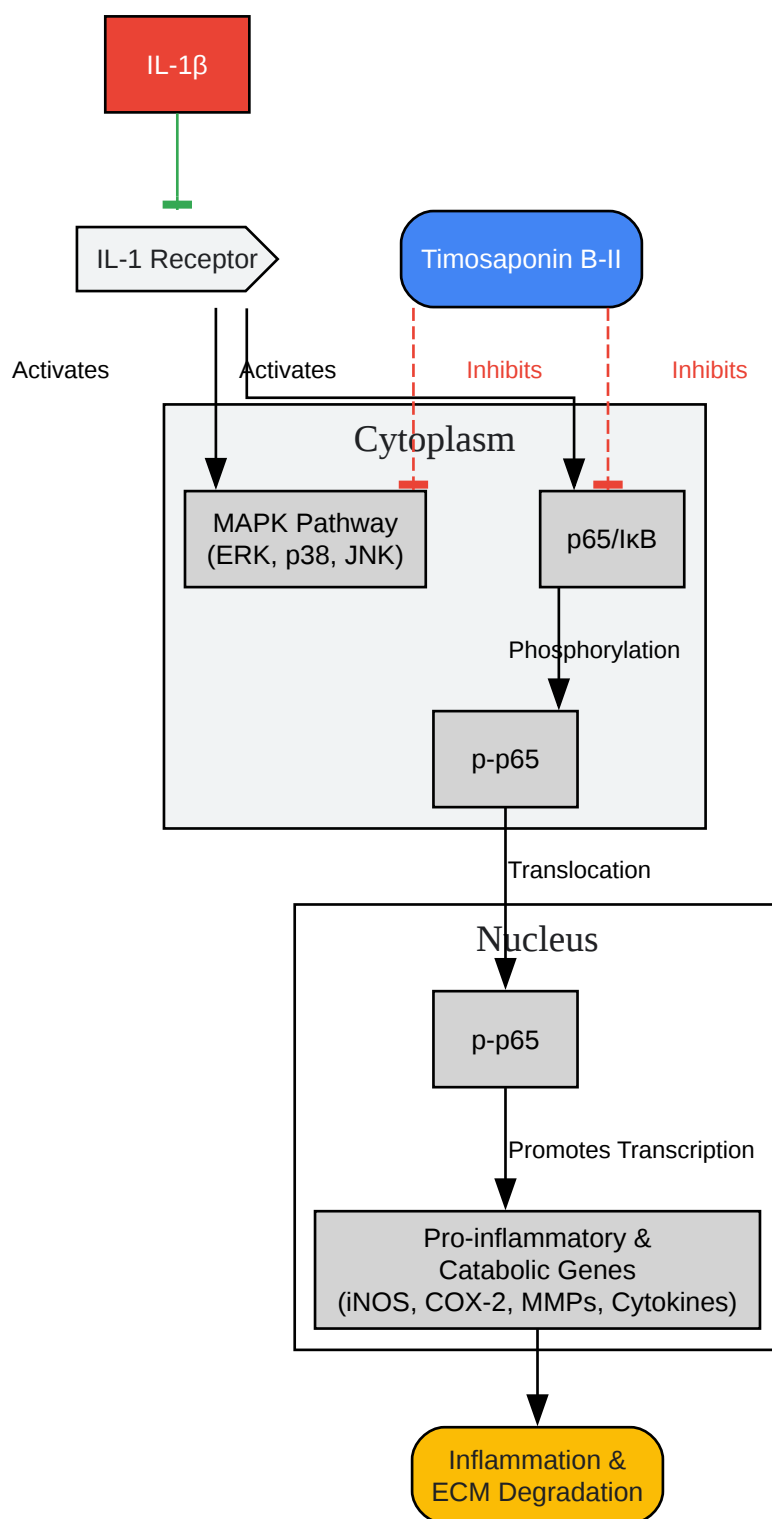 IL-1β
IL-1 Receptor
Timosaponin B-II
Activates
Activates
Inhibits
Inhibits
Cytoplasm
MAPK Pathway
(ERK, p38, JNK)
p65/IκB
Phosphorylation
p-p65
Translocation
Nucleus
p-p65
Promotes Transcription
Pro-inflammatory &
Catabolic Genes
(iNOS, COX-2, MMPs, Cytokines)
Inflammation &
ECM Degradation